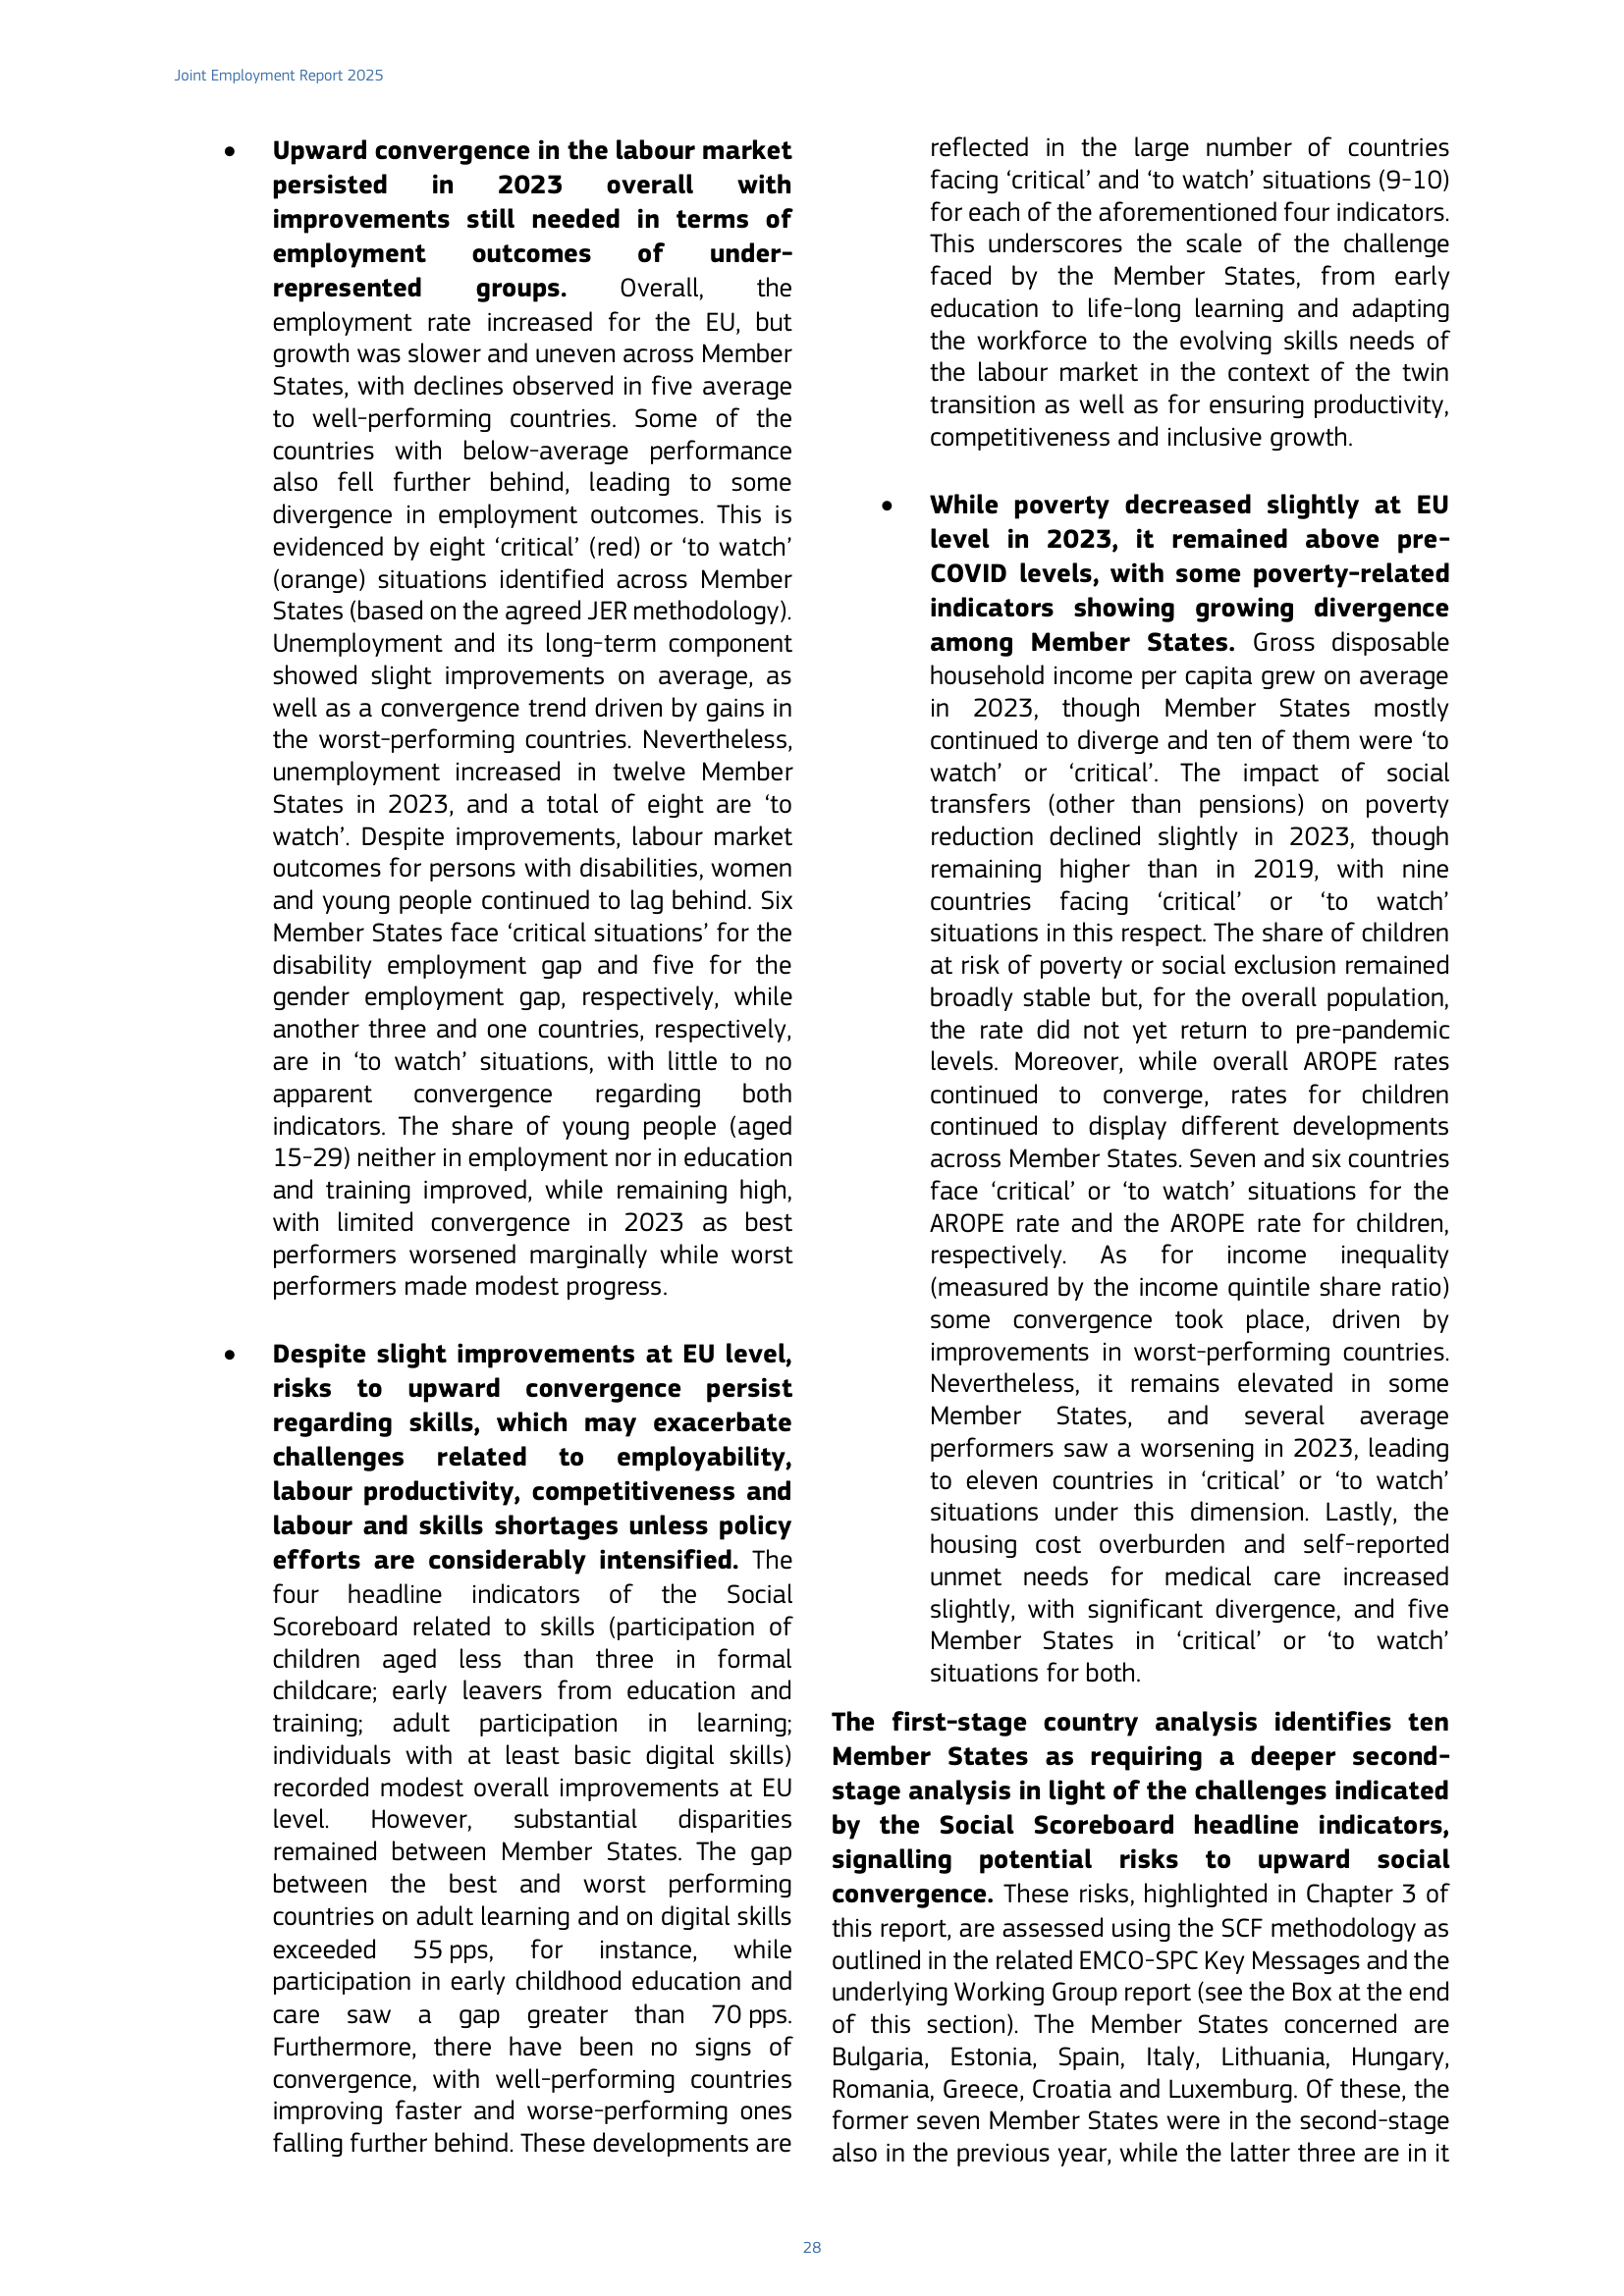 Joint Employment Report 2025
• Upward convergence in the labour market
persisted in 2023 overall with
improvements still needed in terms of
employment outcomes of under-
represented groups. Overall, the
employment rate increased for the EU, but
growth was slower and uneven across Member
States, with declines observed in five average
to well-performing countries. Some of the
countries with below-average performance
also fell further behind, leading to some
divergence in employment outcomes. This is
evidenced by eight ‘critical’ (red) or ‘to watch’
(orange) situations identified across Member
States (based on the agreed JER methodology).
Unemployment and its long-term component
showed slight improvements on average, as
well as a convergence trend driven by gains in
the worst-performing countries. Nevertheless,
unemployment increased in twelve Member
States in 2023, and a total of eight are ‘to
watch’. Despite improvements, labour market
outcomes for persons with disabilities, women
and young people continued to lag behind. Six
Member States face ‘critical situations’ for the
disability employment gap and five for the
gender employment gap, respectively, while
another three and one countries, respectively,
are in ‘to watch’ situations, with little to no
apparent convergence regarding both
indicators. The share of young people (aged
15-29) neither in employment nor in education
and training improved, while remaining high,
with limited convergence in 2023 as best
performers worsened marginally while worst
performers made modest progress.
• Despite slight improvements at EU level,
risks to upward convergence persist
regarding skills, which may exacerbate
challenges related to employability,
labour productivity, competitiveness and
labour and skills shortages unless policy
efforts are considerably intensified. The
four headline indicators of the Social
Scoreboard related to skills (participation of
children aged less than three in formal
childcare; early leavers from education and
training; adult participation in learning;
individuals with at least basic digital skills)
recorded modest overall improvements at EU
level. However, substantial disparities
remained between Member States. The gap
between the best and worst performing
countries on adult learning and on digital skills
exceeded 55 pps, for instance, while
participation in early childhood education and
care saw a gap greater than 70 pps.
Furthermore, there have been no signs of
convergence, with well-performing countries
improving faster and worse-performing ones
falling further behind. These developments are
reflected in the large number of countries
facing ‘critical’ and ‘to watch’ situations (9-10)
for each of the aforementioned four indicators.
This underscores the scale of the challenge
faced by the Member States, from early
education to life-long learning and adapting
the workforce to the evolving skills needs of
the labour market in the context of the twin
transition as well as for ensuring productivity,
competitiveness and inclusive growth.
• While poverty decreased slightly at EU
level in 2023, it remained above pre-
COVID levels, with some poverty-related
indicators showing growing divergence
among Member States. Gross disposable
household income per capita grew on average
in 2023, though Member States mostly
continued to diverge and ten of them were ‘to
watch’ or ‘critical’. The impact of social
transfers (other than pensions) on poverty
reduction declined slightly in 2023, though
remaining higher than in 2019, with nine
countries facing ‘critical’ or ‘to watch’
situations in this respect. The share of children
at risk of poverty or social exclusion remained
broadly stable but, for the overall population,
the rate did not yet return to pre-pandemic
levels. Moreover, while overall AROPE rates
continued to converge, rates for children
continued to display different developments
across Member States. Seven and six countries
face ‘critical’ or ‘to watch’ situations for the
AROPE rate and the AROPE rate for children,
respectively. As for income inequality
(measured by the income quintile share ratio)
some convergence took place, driven by
improvements in worst-performing countries.
Nevertheless, it remains elevated in some
Member States, and several average
performers saw a worsening in 2023, leading
to eleven countries in ‘critical’ or ‘to watch’
situations under this dimension. Lastly, the
housing cost overburden and self-reported
unmet needs for medical care increased
slightly, with significant divergence, and five
Member States in ‘critical’ or ‘to watch’
situations for both.
The first-stage country analysis identifies ten
Member States as requiring a deeper second-
stage analysis in light of the challenges indicated
by the Social Scoreboard headline indicators,
signalling potential risks to upward social
convergence. These risks, highlighted in Chapter 3 of
this report, are assessed using the SCF methodology as
outlined in the related EMCO-SPC Key Messages and the
underlying Working Group report (see the Box at the end
of this section). The Member States concerned are
Bulgaria, Estonia, Spain, Italy, Lithuania, Hungary,
Romania, Greece, Croatia and Luxemburg. Of these, the
former seven Member States were in the second-stage
also in the previous year, while the latter three are in it
28